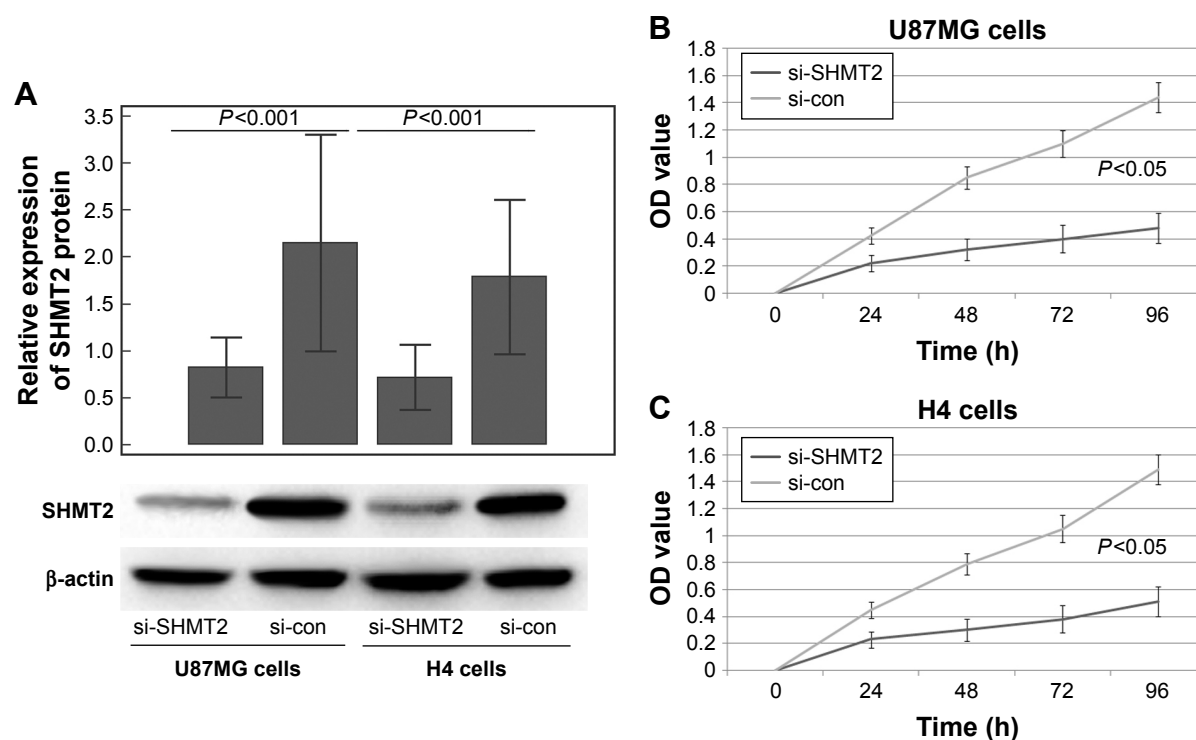 A
Relative expression
of SHMT2 protein
3.5
3.0
2.5
2.0
1.5
1.0
0.5
0.0
P<0.001
P<0.001
SHMT2
β-actin
si-SHMT2
si-con
si-SHMT2
si-con
U87MG cells
H4 cells
B
U87MG cells
OD value
1.8
1.6
1.4
1.2
1
0.8
0.6
0.4
0.2
0
si-SHMT2
si-con
P<0.05
0
24
48
72
96
Time (h)
C
H4 cells
OD value
1.8
1.6
1.4
1.2
1
0.8
0.6
0.4
0.2
0
si-SHMT2
si-con
P<0.05
0
24
48
72
96
Time (h)